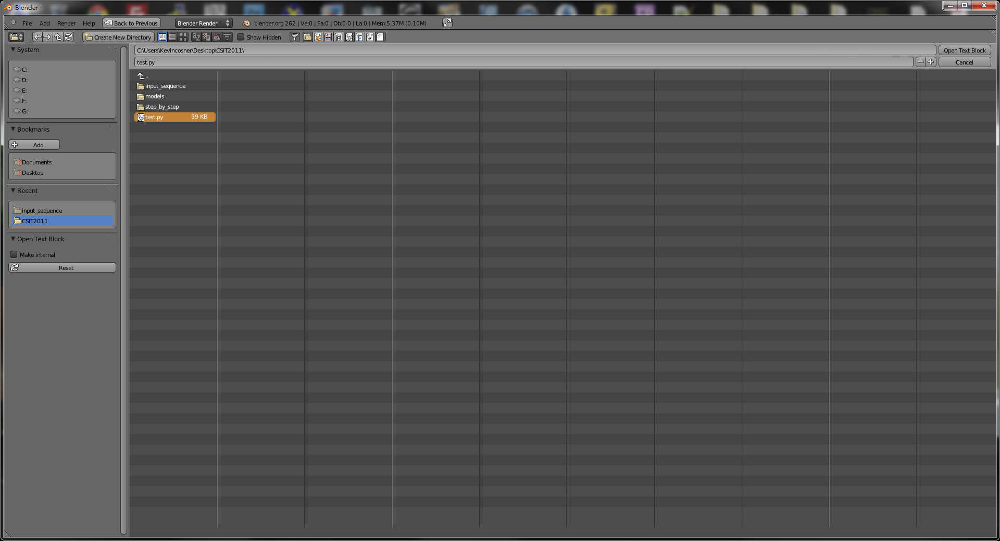 Blender
File Add Render Help Back to Previous Blender Render blender.org 262 | Ve:0 | Fa:0 | Ob:0-0 | La:0 | Mem:5.37M (0.10M)
Create New Directory Show Hidden
System
C:
D:
E:
F:
G:
Bookmarks
Add
Documents
Desktop
Recent
input_sequence
CSIT2011
Open Text Block
Make internal
Reset
C:\Users\Kevincosner\Desktop\CSIT2011\ Open Text Block
test.py Cancel
..
input_sequence
models
step_by_step
test.py 99 KB